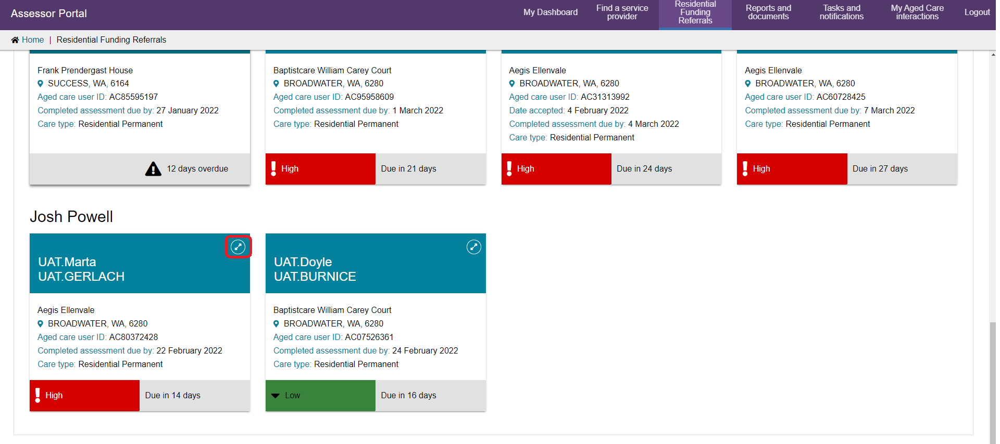 Assessor Portal
My Dashboard
Find a service
provider
Residential
Funding
Referrals
Reports and
documents
Tasks and
notifications
My Aged Care
interactions
Logout
Home | Residential Funding Referrals
Frank Prendergast House
SUCCESS, WA, 6164
Aged care user ID: AC85595197
Completed assessment due by: 27 January 2022
Care type: Residential Permanent
12 days overdue
Baptistcare William Carey Court
BROADWATER, WA, 6280
Aged care user ID: AC95958609
Completed assessment due by: 1 March 2022
Care type: Residential Permanent
High
Due in 21 days
Aegis Ellenvale
BROADWATER, WA, 6280
Aged care user ID: AC31313992
Date accepted: 4 February 2022
Completed assessment due by: 4 March 2022
Care type: Residential Permanent
High
Due in 24 days
Aegis Ellenvale
BROADWATER, WA, 6280
Aged care user ID: AC60728425
Completed assessment due by: 7 March 2022
Care type: Residential Permanent
High
Due in 27 days
Josh Powell
UAT.Marta
UAT.GERLACH
Aegis Ellenvale
BROADWATER, WA, 6280
Aged care user ID: AC80372428
Completed assessment due by: 22 February 2022
Care type: Residential Permanent
High
Due in 14 days
UAT.Doyle
UAT.BURNICE
Baptistcare William Carey Court
BROADWATER, WA, 6280
Aged care user ID: AC07526361
Completed assessment due by: 24 February 2022
Care type: Residential Permanent
Low
Due in 16 days